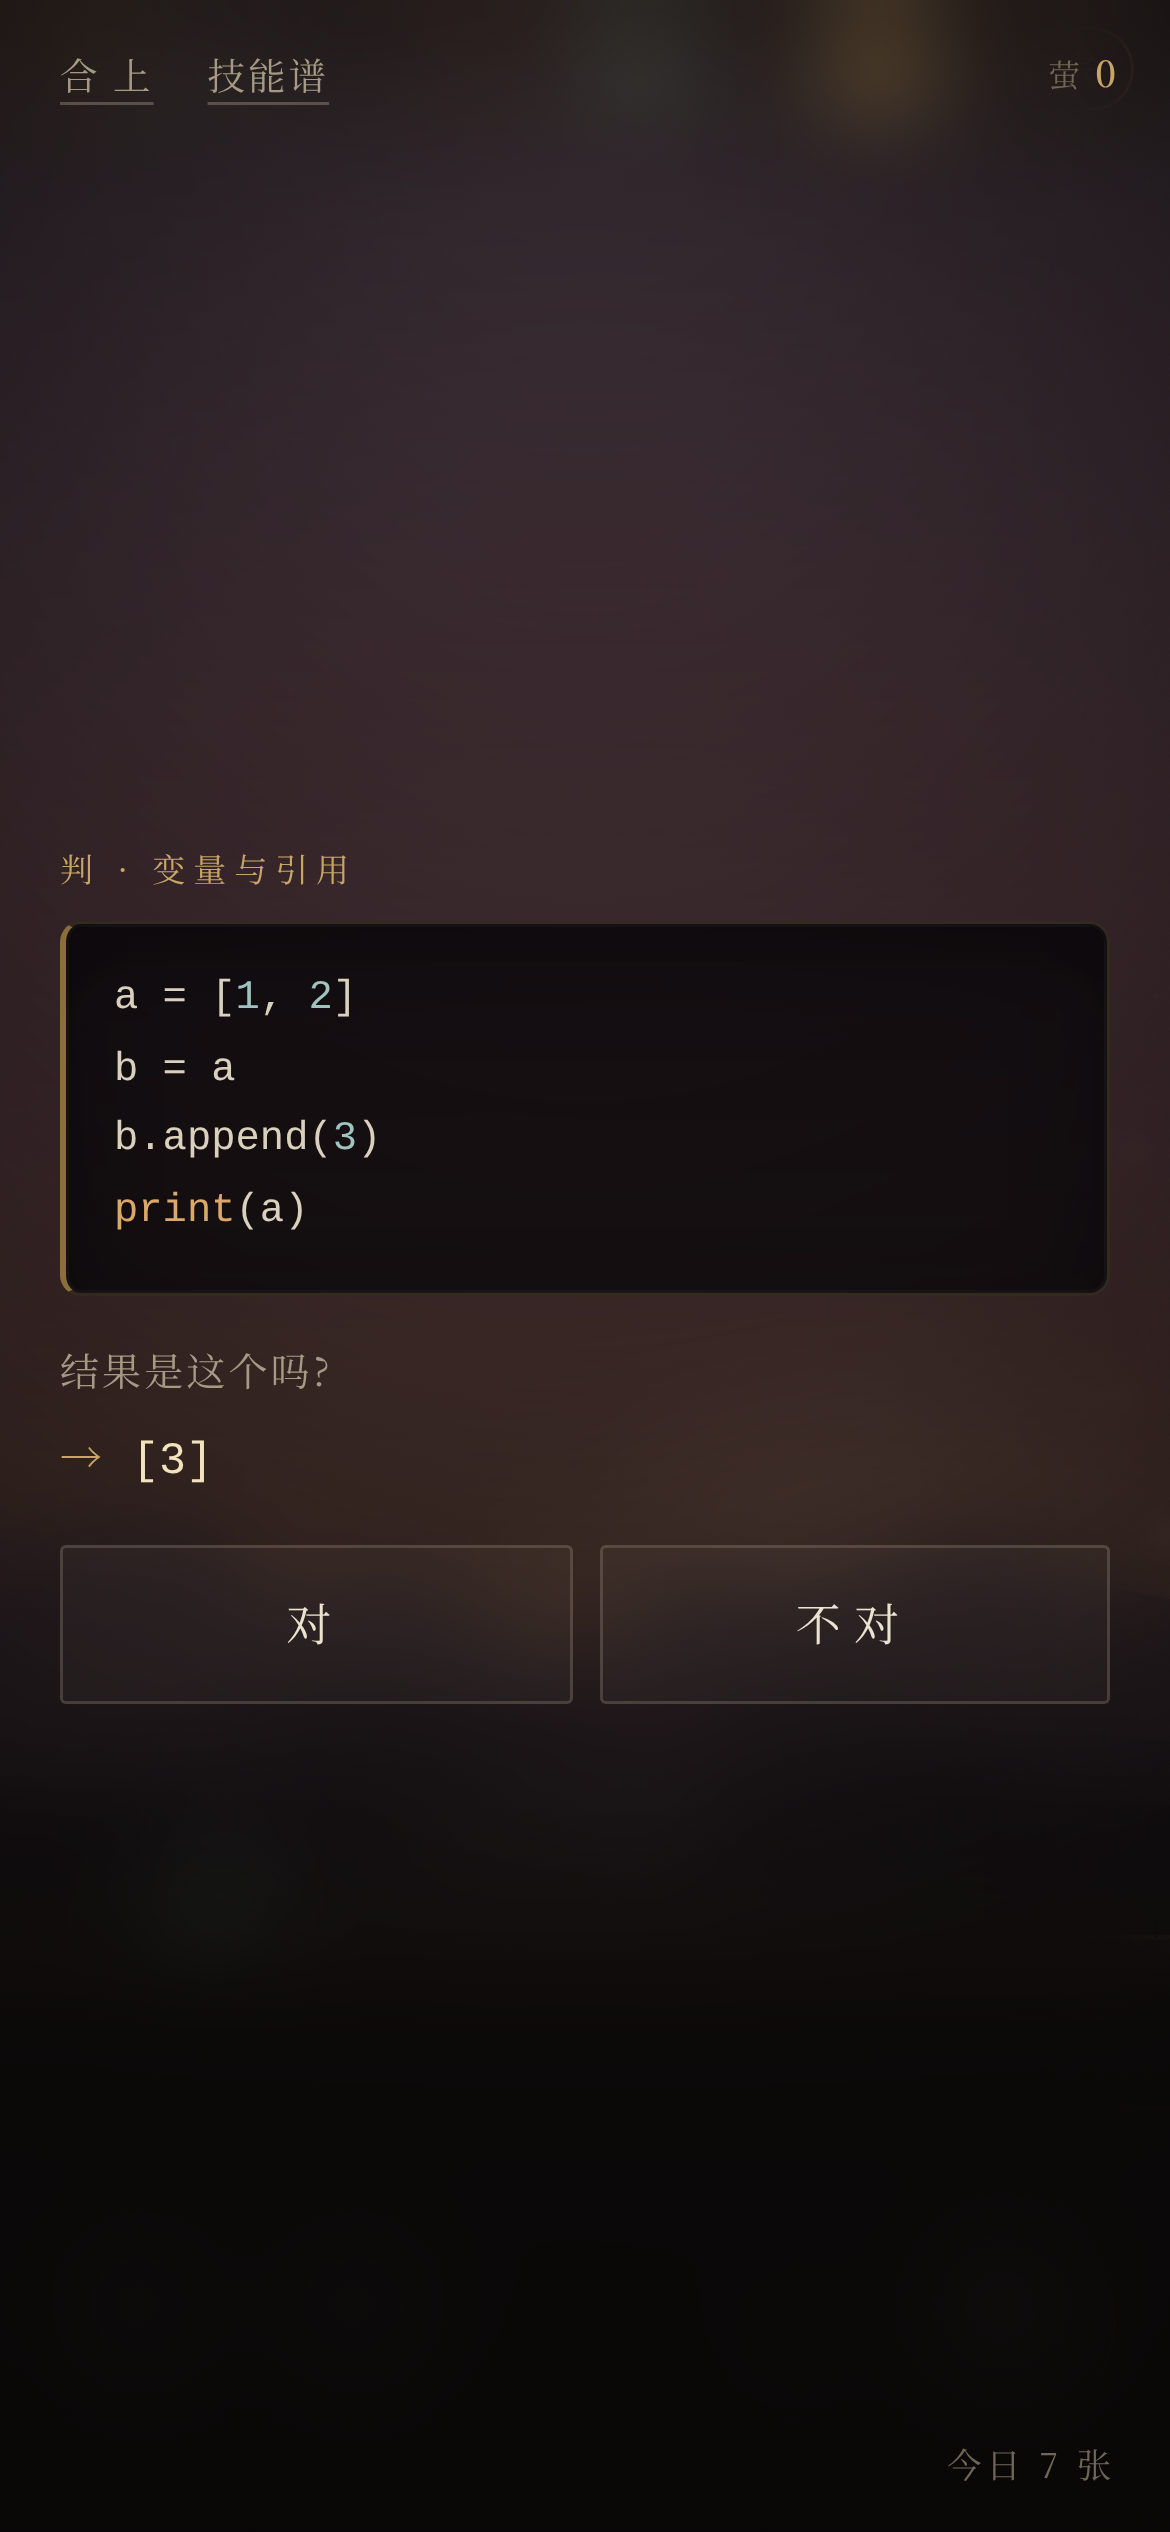 合上 技能谱 萤 0
判 · 变量与引用
a = [1, 2]
b = a
b.append(3)
print(a)
结果是这个吗?
→ [3]
对 不对
今日 7 张